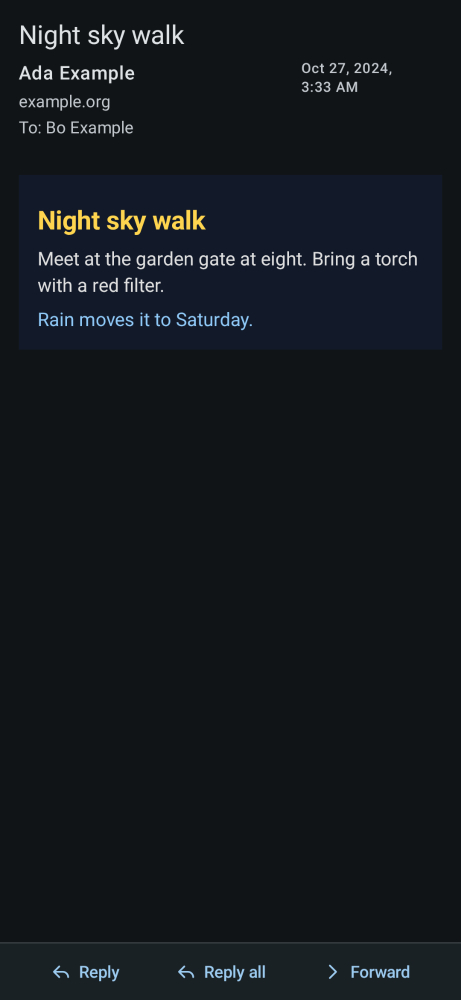 Night sky walk
Ada Example
Oct 27, 2024,
3:33 AM
example.org
To: Bo Example
Night sky walk
Meet at the garden gate at eight. Bring a torch
with a red filter.
Rain moves it to Saturday.
Reply
Reply all
Forward